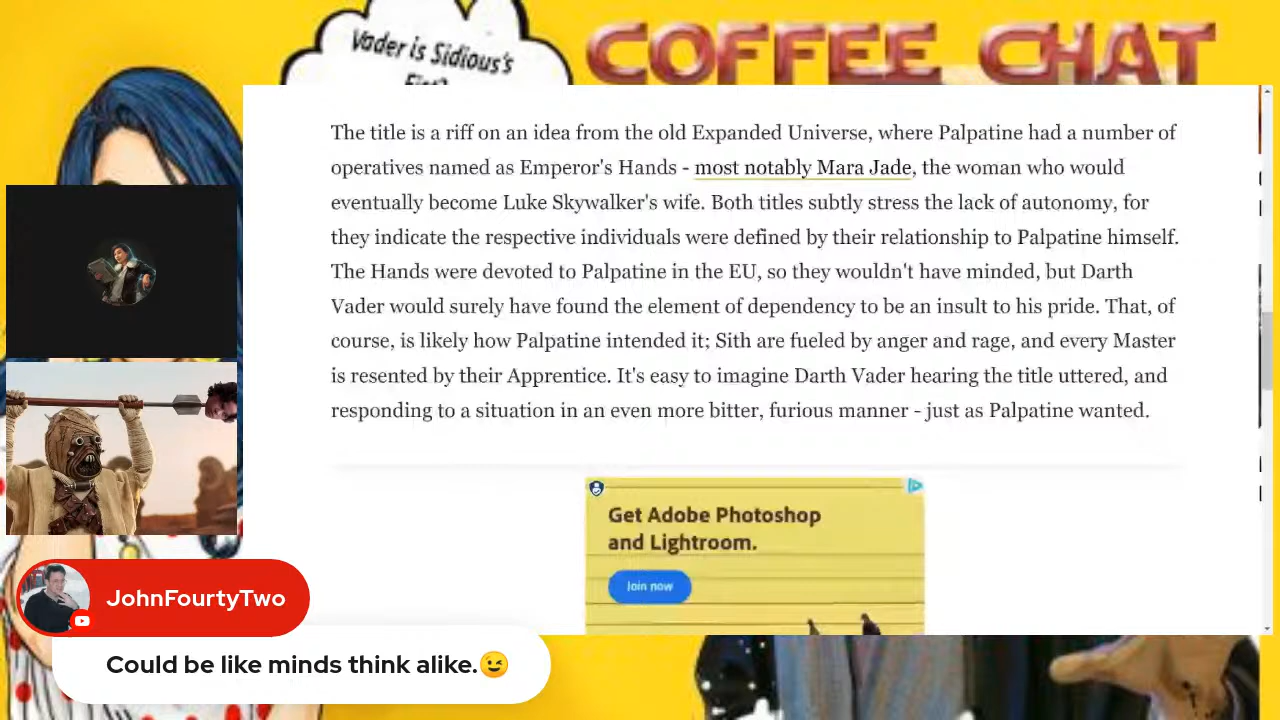 Vader is Sidious's
COFFEE CHAT
The title is a riff on an idea from the old Expanded Universe, where Palpatine had a number of
operatives named as Emperor's Hands - most notably Mara Jade, the woman who would
eventually become Luke Skywalker's wife. Both titles subtly stress the lack of autonomy, for
they indicate the respective individuals were defined by their relationship to Palpatine himself.
The Hands were devoted to Palpatine in the EU, so they wouldn't have minded, but Darth
Vader would surely have found the element of dependency to be an insult to his pride. That, of
course, is likely how Palpatine intended it; Sith are fueled by anger and rage, and every Master
is resented by their Apprentice. It's easy to imagine Darth Vader hearing the title uttered, and
responding to a situation in an even more bitter, furious manner - just as Palpatine wanted.
Get Adobe Photoshop
and Lightroom.
Join now
JohnFourtyTwo
Could be like minds think alike.😉